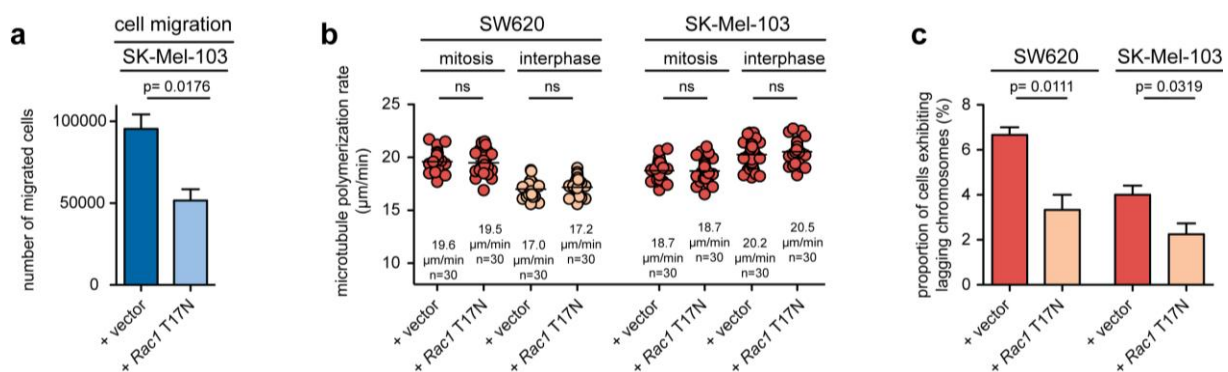 a
cell migration
SK-Mel-103
p= 0.0176
number of migrated cells
100000
50000
0
+ vector
+ Rac1 T17N
b
SW620
SK-Mel-103
mitosis
interphase
mitosis
interphase
ns
ns
ns
ns
microtubule polymerization rate
(µm/min)
25
20
15
10
19.6
µm/min
n=30
19.5
µm/min
n=30
17.0
µm/min
n=30
17.2
µm/min
n=30
18.7
µm/min
n=30
18.7
µm/min
n=30
20.2
µm/min
n=30
20.5
µm/min
n=30
+ vector
+ Rac1 T17N
+ vector
+ Rac1 T17N
+ vector
+ Rac1 T17N
+ vector
+ Rac1 T17N
c
SW620
SK-Mel-103
p= 0.0111
p= 0.0319
proportion of cells exhibiting
lagging chromosomes (%)
8
6
4
2
0
+ vector
+ Rac1 T17N
+ vector
+ Rac1 T17N